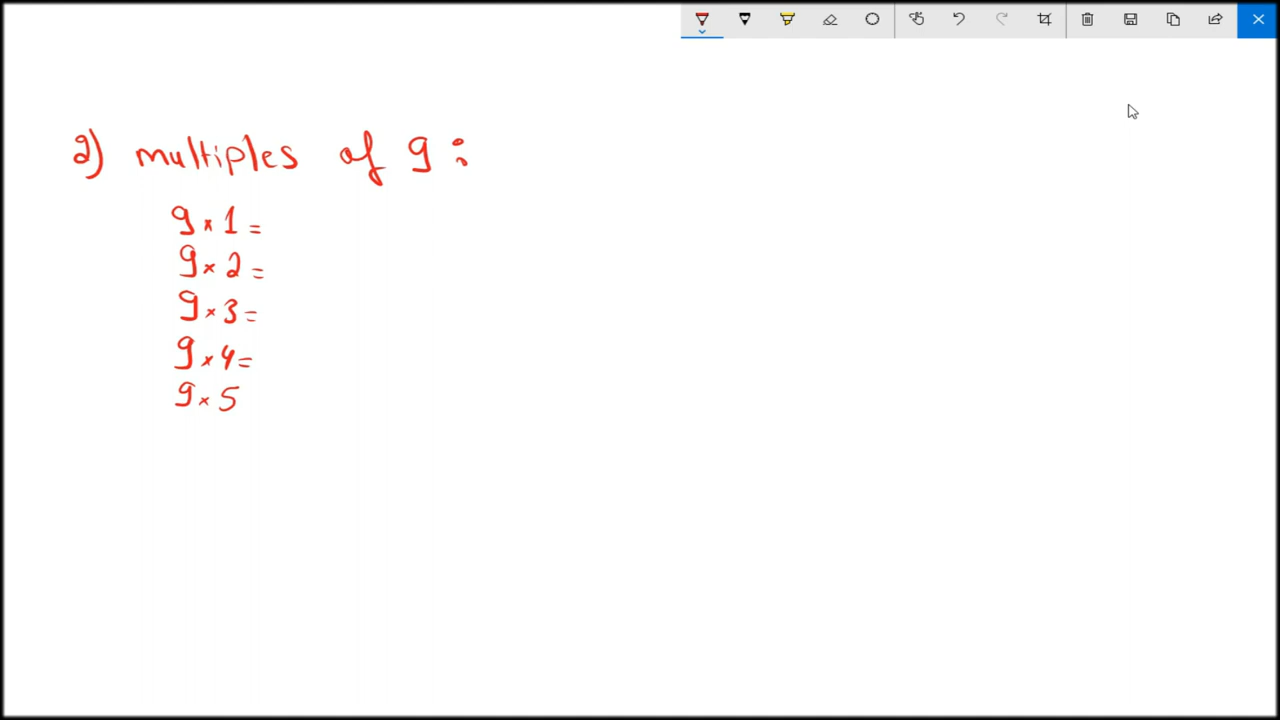 2) multiples of 9 :
9 × 1 =
9 × 2 =
9 × 3 =
9 × 4 =
9 × 5